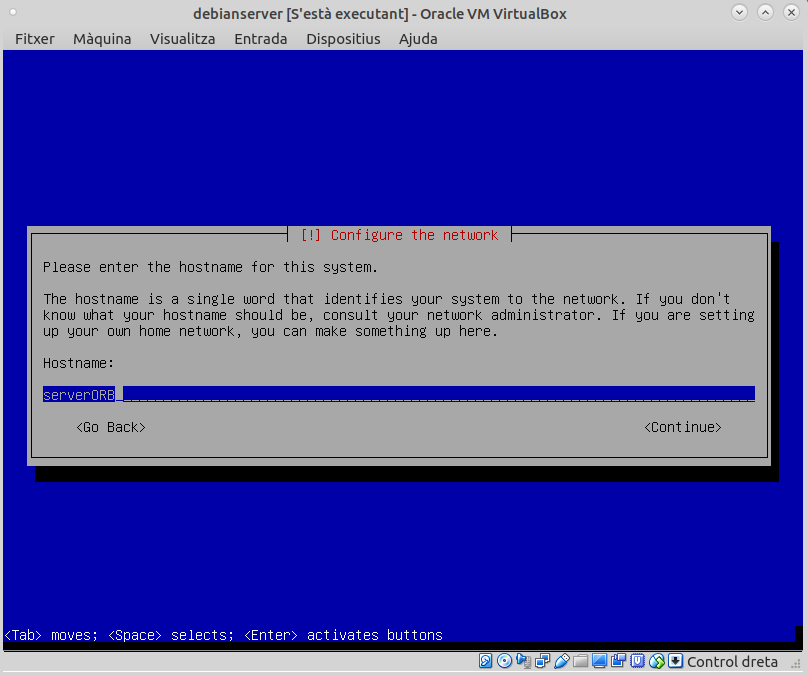 debianserver [S'està executant] - Oracle VM VirtualBox
Fitxer Màquina Visualitza Entrada Dispositius Ajuda
[!] Configure the network
Please enter the hostname for this system.
The hostname is a single word that identifies your system to the network. If you don't
know what your hostname should be, consult your network administrator. If you are setting
up your own home network, you can make something up here.
Hostname:
serverORB
<Go Back> <Continue>
<Tab> moves; <Space> selects; <Enter> activates buttons
Control dreta